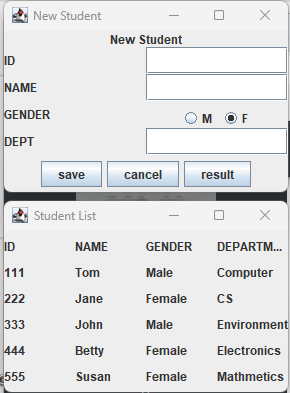 New Student
New Student
ID
NAME
GENDER M F
DEPT
save cancel result
Student List
ID NAME GENDER DEPARTM...
111 Tom Male Computer
222 Jane Female CS
333 John Male Environment
444 Betty Female Electronics
555 Susan Female Mathmetics